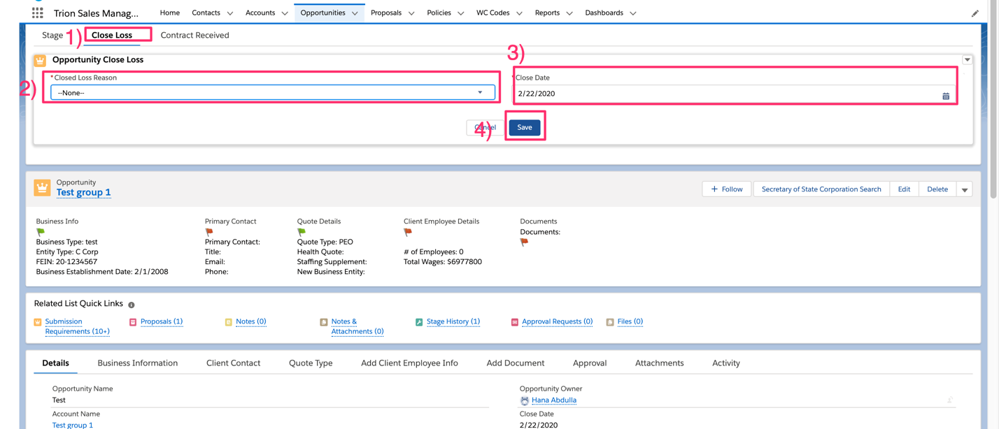 Trion Sales Manag... Home Contacts Accounts Opportunities Proposals Policies WC Codes Reports Dashboards
Stage 1) Close Loss Contract Received
Opportunity Close Loss
3)
2) *Closed Loss Reason
--None--
Close Date
2/22/2020
Cancel 4) Save
Opportunity
Test group 1
+ Follow Secretary of State Corporation Search Edit Delete
Business Info
Business Type: test
Entity Type: C Corp
FEIN: 20-1234567
Business Establishment Date: 2/1/2008
Primary Contact
Primary Contact:
Title:
Email:
Phone:
Quote Details
Quote Type: PEO
Health Quote:
Staffing Supplement:
New Business Entity:
Client Employee Details
# of Employees: 0
Total Wages: $6977800
Documents
Documents:
Related List Quick Links
Submission
Requirements (10+)
Proposals (1)
Notes (0)
Notes &
Attachments (0)
Stage History (1)
Approval Requests (0)
Files (0)
Details Business Information Client Contact Quote Type Add Client Employee Info Add Document Approval Attachments Activity
Opportunity Name
Test
Account Name
Test group 1
Opportunity Owner
Hana Abdulla
Close Date
2/22/2020